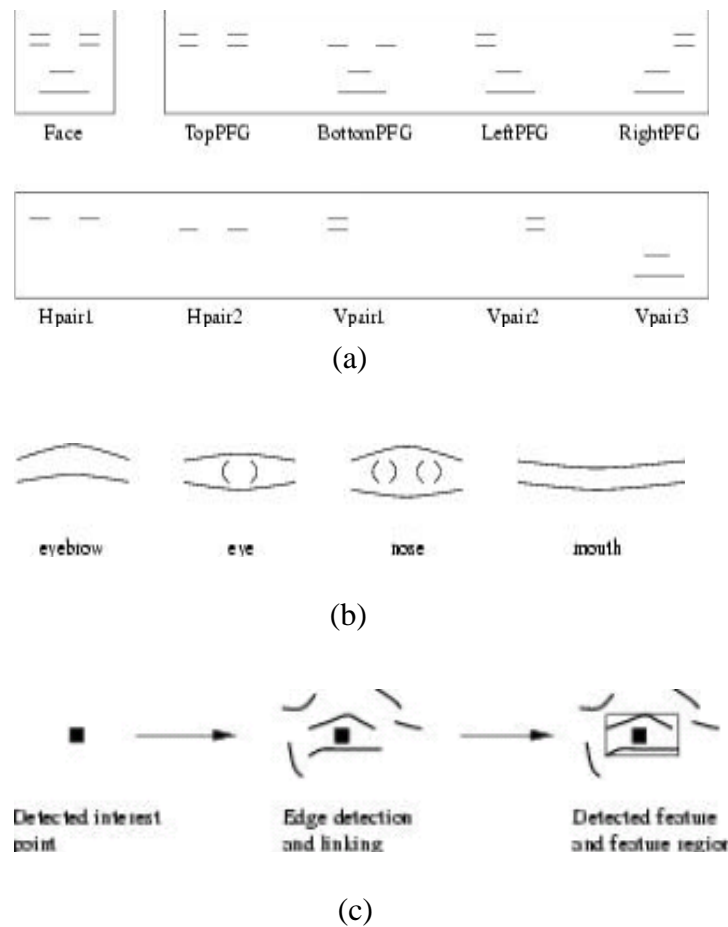 Face TopPFG BottomPFG LeftPFG RightPFG
Hpair1 Hpair2 Vpair1 Vpair2 Vpair3
(a)
eyebrow eye nose mouth
(b)
Detected interest
point
Edge detection
and linking
Detected feature
and feature region
(c)